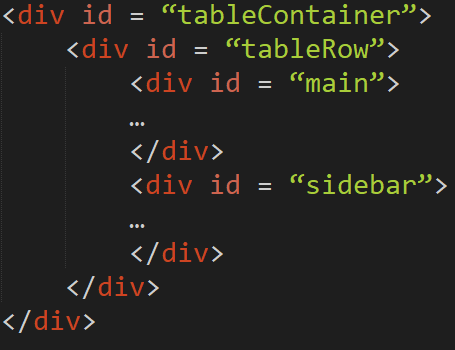 <div id = “tableContainer”>
<div id = “tableRow”>
<div id = “main”>
…
</div>
<div id = “sidebar”>
…
</div>
</div>
</div>